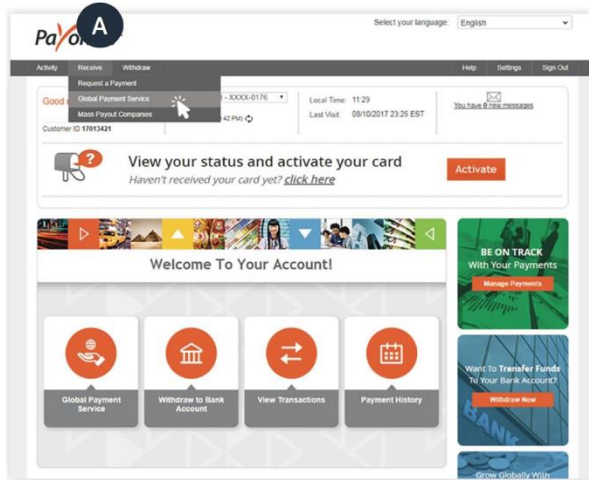 Select your language: English
A
Activity Receive Withdraw Help Settings Sign Out
Request a Payment
Global Payment Service
Mass Payout Companies
Good
- XXXX-0176
:42 PM)
Customer ID 17013421
Local Time: 11:29
Last Visit: 08/10/2017 23:25 EST
You have 0 new messages
View your status and activate your card
Haven't received your card yet? click here
Activate
Welcome To Your Account!
Global Payment
Service
Withdraw to Bank
Account
View Transactions
Payment History
BE ON TRACK
With Your Payments
Manage Payments
Want To Transfer Funds
To Your Bank Account?
Withdraw Now
BANK
Grow Globally With